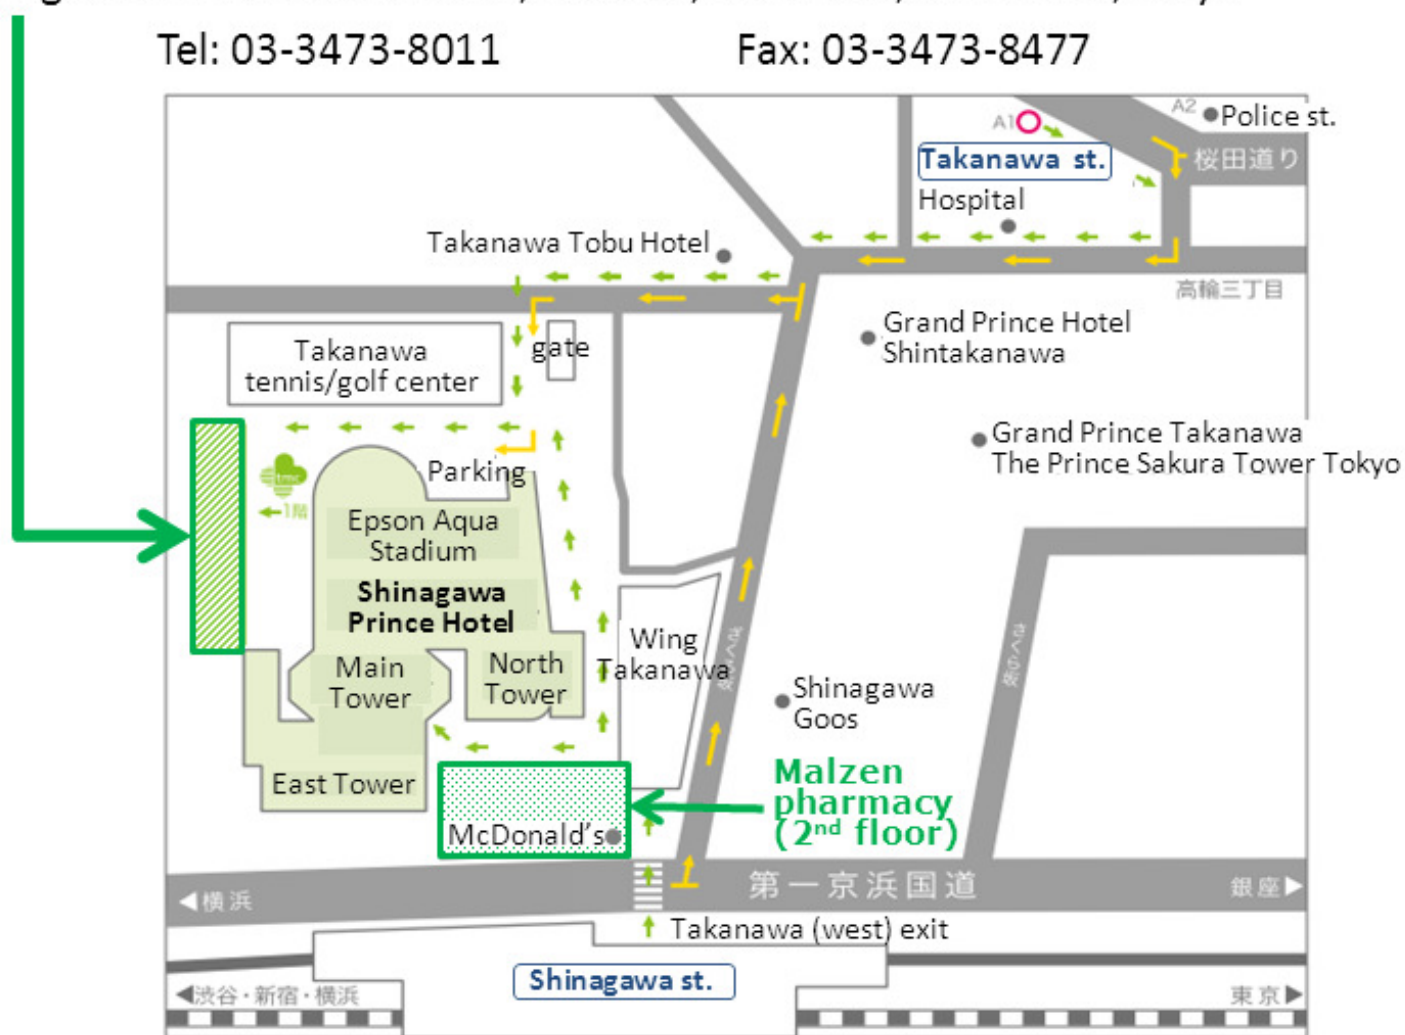 Tel: 03-3473-8011
Fax: 03-3473-8477
A1
A2
Police st.
Takanawa st.
桜田道り
Hospital
Takanawa Tobu Hotel
高輪三丁目
Grand Prince Hotel
Shintakanawa
Takanawa
tennis/golf center
gate
Grand Prince Takanawa
The Prince Sakura Tower Tokyo
Parking
tmc
1階
Epson Aqua
Stadium
Shinagawa
Prince Hotel
Main
Tower
North
Tower
Wing
Takanawa
Shinagawa
Goos
East Tower
Malzen
pharmacy
(2nd floor)
McDonald's
第一京浜国道
◀横浜
銀座▶
Takanawa (west) exit
Shinagawa st.
◀渋谷・新宿・横浜
東京▶